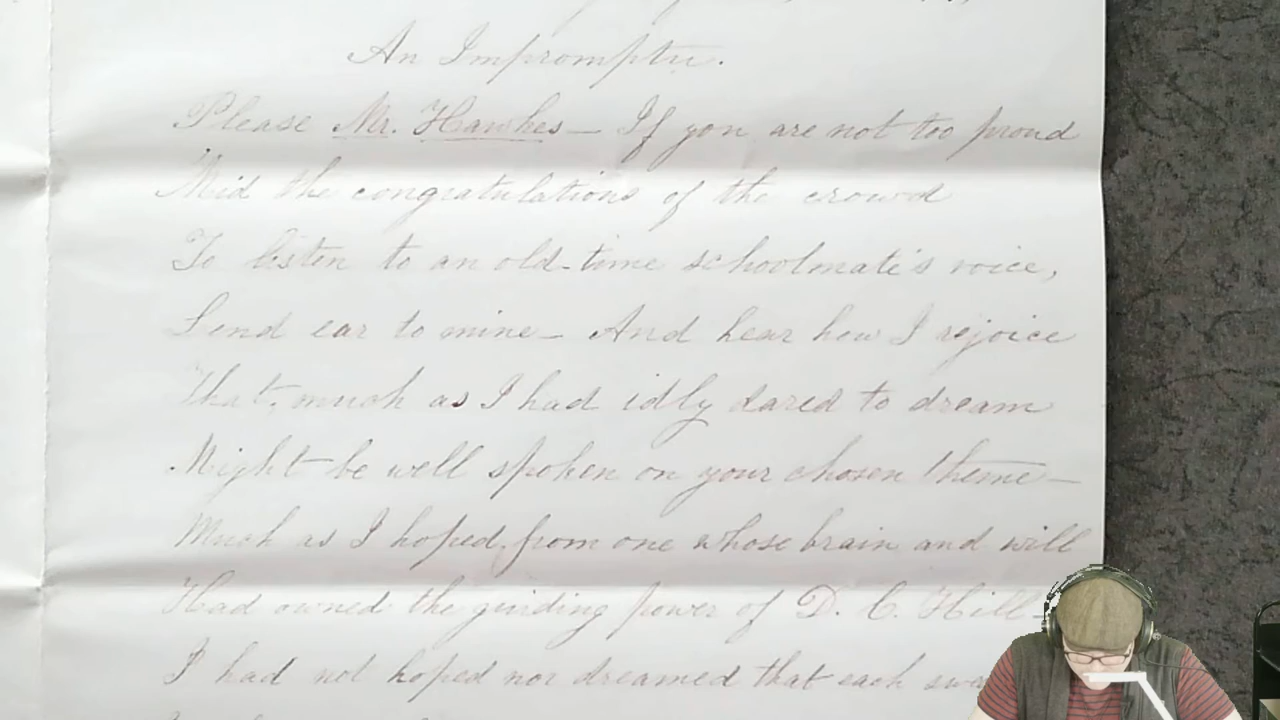 An Impromptu.
Please Mr. Hawkes — If you are not too proud
Mid the congratulations of the crowd
To listen to an old-time schoolmate's voice,
Lend ear to mine — And hear how I rejoice
That, much as I had idly dared to dream
Might be well spoken on your chosen theme —
Much as I hoped, from one whose brain and will
Had owned the guiding power of D. C. Hill —
I had not hoped nor dreamed that each